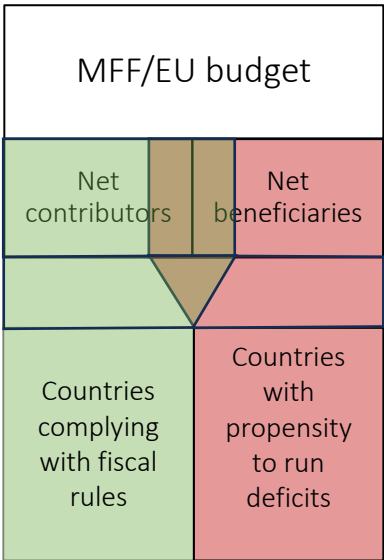 MFF/EU budget
Net
contributors
Net
beneficiaries
Countries
complying
with fiscal
rules
Countries
with
propensity
to run
deficits